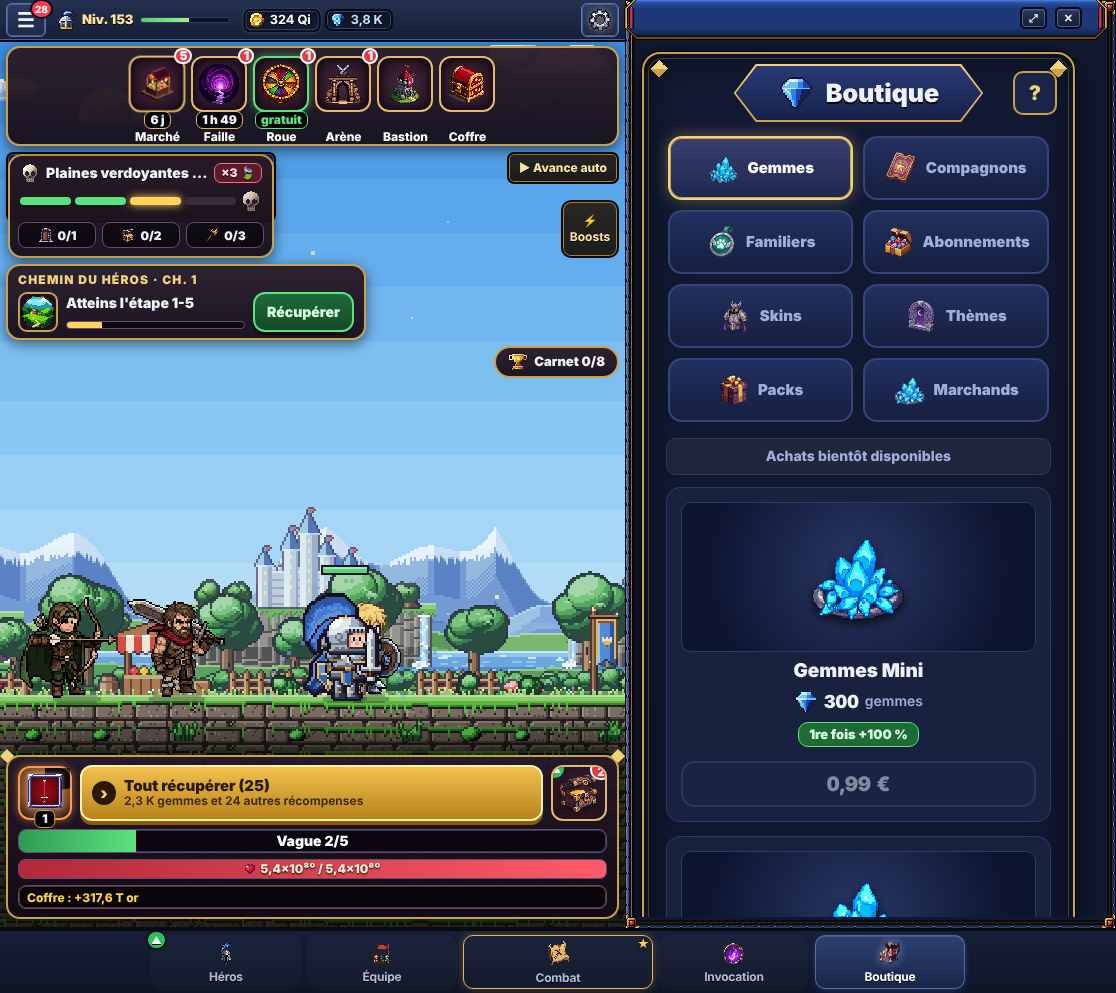 28
Niv. 153
324 Qi
3,8 K
5
6 j
Marché
1
1 h 49
Faille
1
gratuit
Roue
1
Arène
Bastion
Coffre
Plaines verdoyantes ...
×3
0/1
0/2
0/3
Avance auto
Boosts
CHEMIN DU HÉROS · CH. 1
Atteins l'étape 1-5
Récupérer
Carnet 0/8
1
Tout récupérer (25)
2,3 K gemmes et 24 autres récompenses
Vague 2/5
5,4×10⁸⁰ / 5,4×10⁸⁰
Coffre : +317,6 T or
Boutique
?
Gemmes
Compagnons
Familiers
Abonnements
Skins
Thèmes
Packs
Marchands
Achats bientôt disponibles
Gemmes Mini
300 gemmes
1re fois +100 %
0,99 €
Héros
Équipe
Combat
Invocation
Boutique